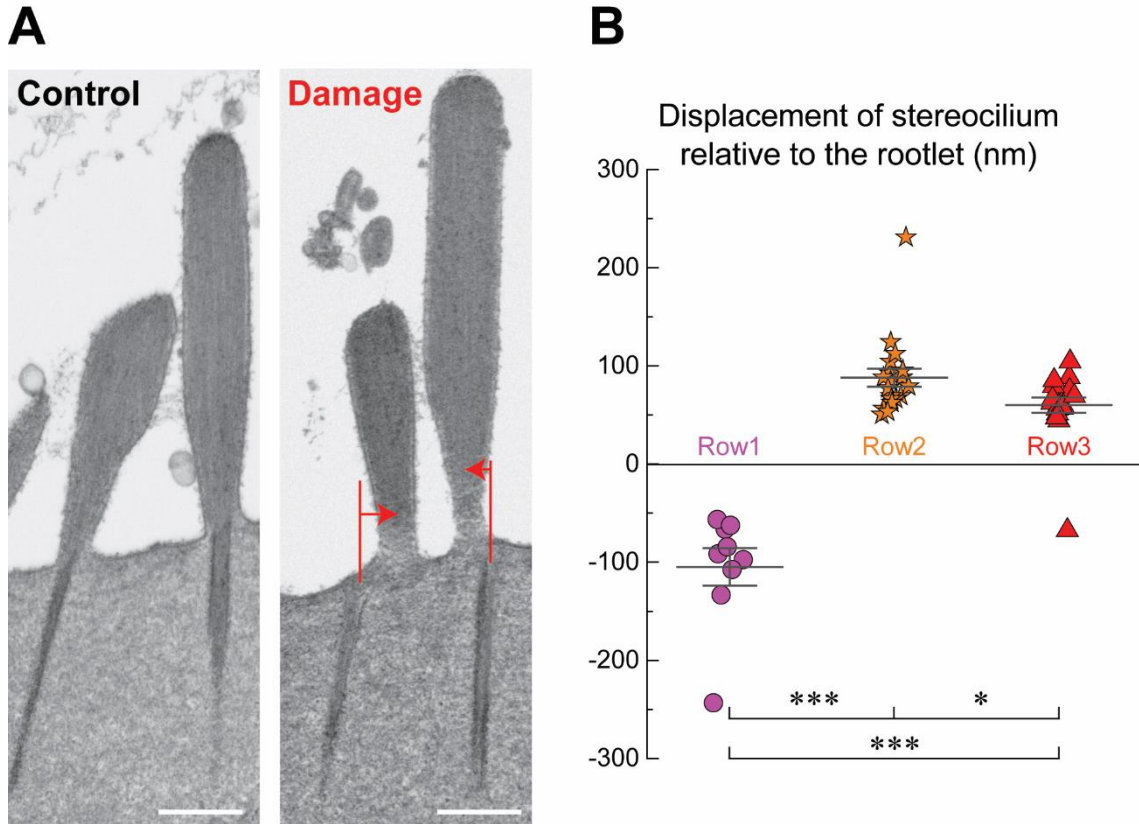 A
B
Control
Damage
Displacement of stereocilium
relative to the rootlet (nm)
300
200
100
Row1 Row2 Row3
0
-100
-200
*** *
***
-300